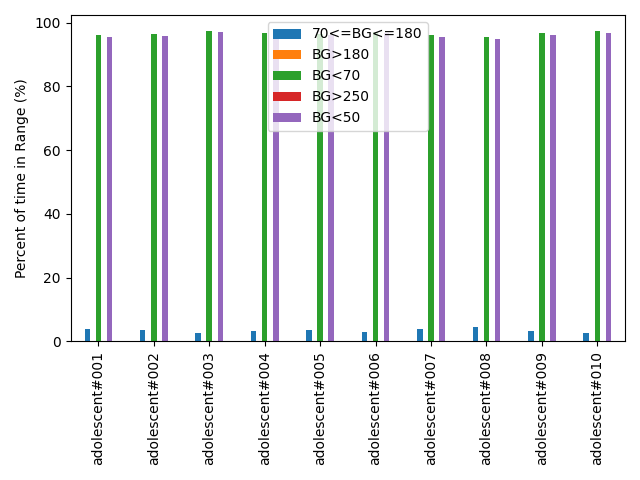 100
80
60
40
20
0
Percent of time in Range (%)
70<=BG<=180
BG>180
BG<70
BG>250
BG<50
adolescent#001
adolescent#002
adolescent#003
adolescent#004
adolescent#005
adolescent#006
adolescent#007
adolescent#008
adolescent#009
adolescent#010